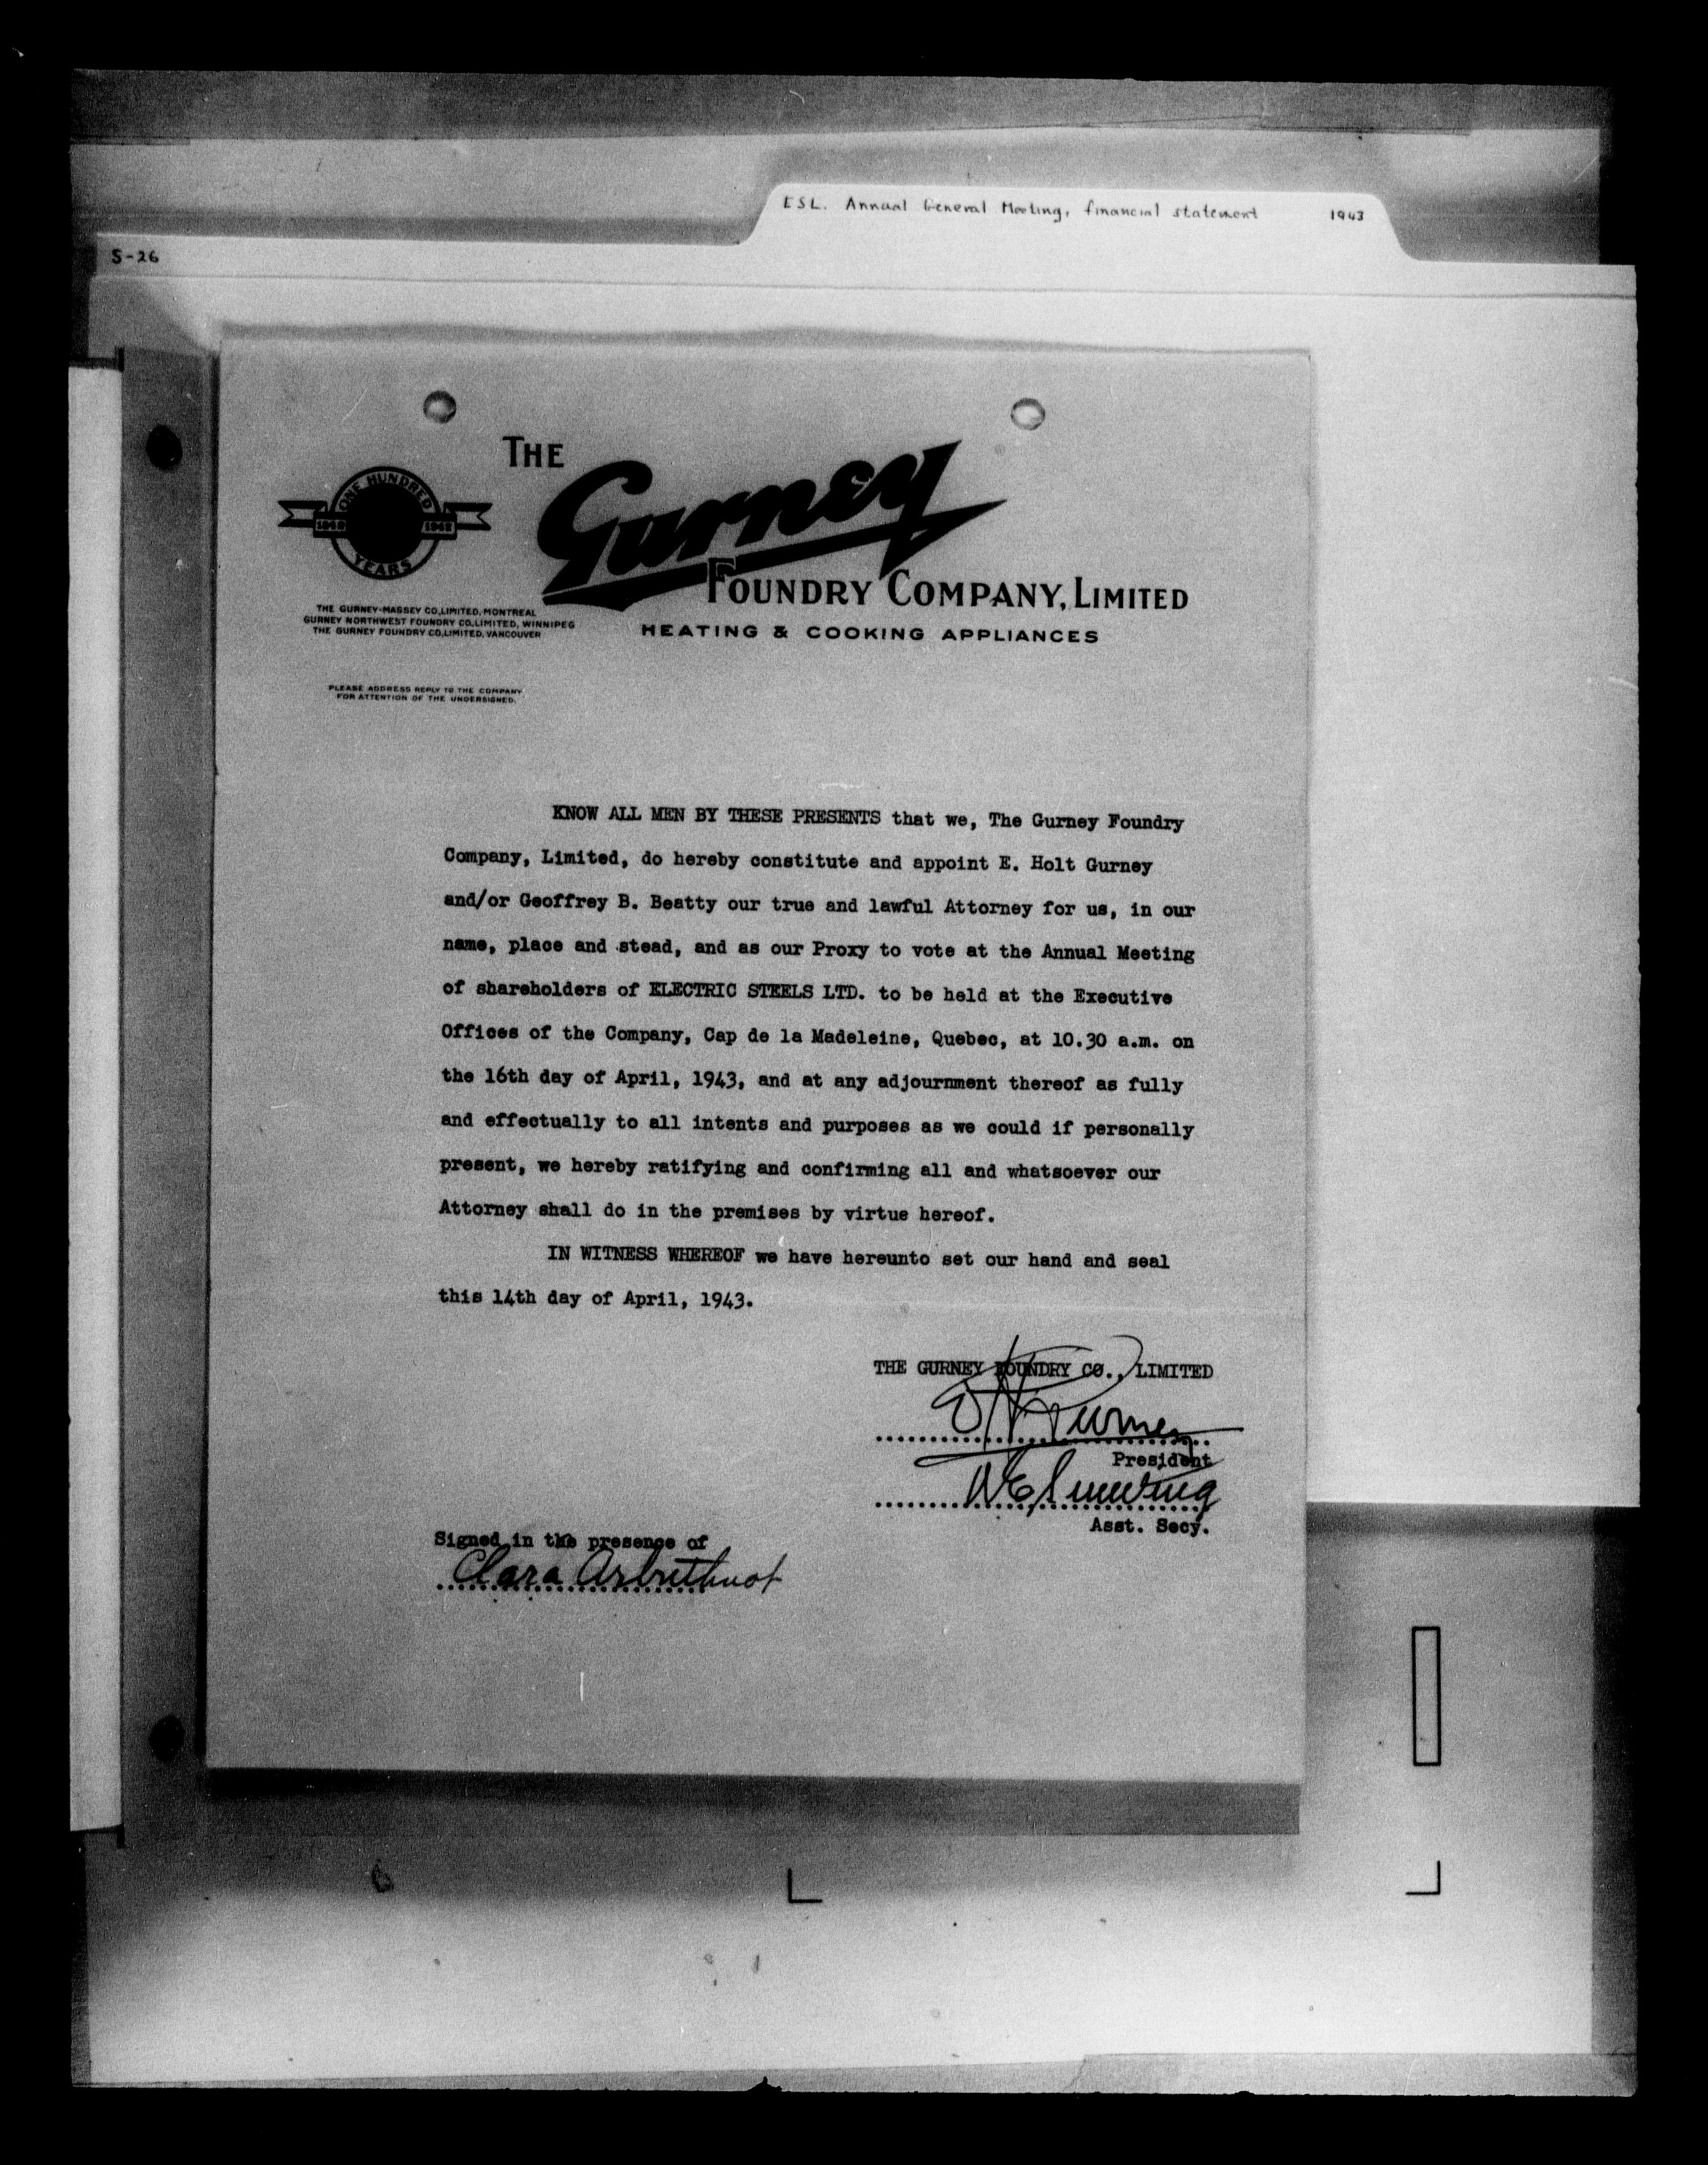 ESL. Annual General Meeting, financial statement 1943
S-26
THE
Gurney
FOUNDRY COMPANY, LIMITED
HEATING & COOKING APPLIANCES
ONE HUNDRED
YEARS
THE GURNEY-MASSEY CO. LIMITED, MONTREAL
GURNEY NORTHWEST FOUNDRY CO. LIMITED, WINNIPEG
THE GURNEY FOUNDRY CO. LIMITED, VANCOUVER
PLEASE ADDRESS REPLY TO THE COMPANY
FOR ATTENTION OF THE UNDERSIGNED.
KNOW ALL MEN BY THESE PRESENTS that we, The Gurney Foundry
Company, Limited, do hereby constitute and appoint E. Holt Gurney
and/or Geoffrey B. Beatty our true and lawful Attorney for us, in our
name, place and stead, and as our Proxy to vote at the Annual Meeting
of shareholders of ELECTRIC STEELS LTD. to be held at the Executive
Offices of the Company, Cap de la Madeleine, Quebec, at 10.30 a.m. on
the 16th day of April, 1943, and at any adjournment thereof as fully
and effectually to all intents and purposes as we could if personally
present, we hereby ratifying and confirming all and whatsoever our
Attorney shall do in the premises by virtue hereof.
IN WITNESS WHEREOF we have hereunto set our hand and seal
this 14th day of April, 1943.
THE GURNEY FOUNDRY CO., LIMITED
E H Gurney
President
Asst. Secy.
Signed in the presence of
Clara Arbuthnot